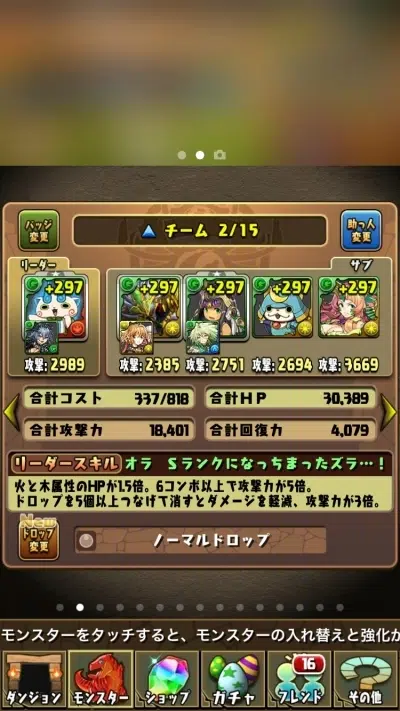 バッジ変更
チーム 2/15
助っ人変更
リーダー
サブ
+297 +297 +297 +297 +297
攻撃:2989 攻撃:2385 攻撃:2751 攻撃:2694 攻撃:3669
合計コスト 337/818 合計HP 30,389
合計攻撃力 18,401 合計回復力 4,079
リーダースキル オラ Sランクになっちまったズラ…!
火と木属性のHPが1.5倍。6コンボ以上で攻撃力が5倍。
ドロップを5個以上つなげて消すとダメージを軽減、攻撃力が3倍。
New
ドロップ変更
ノーマルドロップ
モンスターをタッチすると、モンスターの入れ替えと強化か
16
ダンジョン モンスター ショップ ガチャ フレンド その他